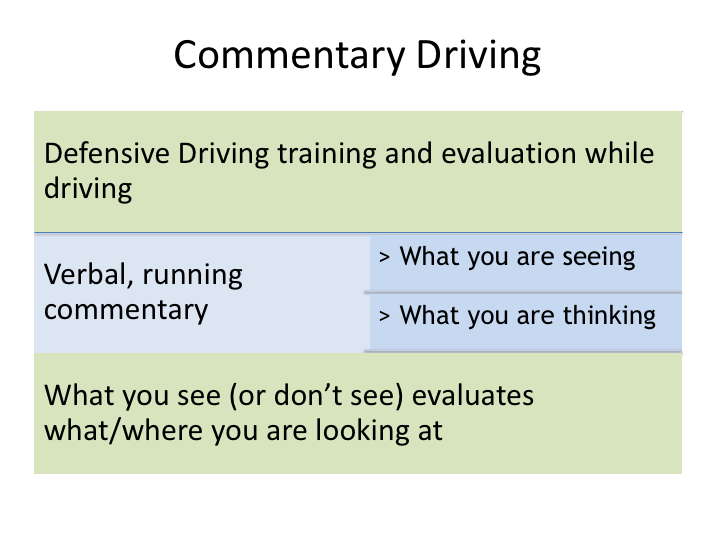 Commentary Driving
Defensive Driving training and evaluation while
driving
Verbal, running
commentary
> What you are seeing
> What you are thinking
What you see (or don’t see) evaluates
what/where you are looking at